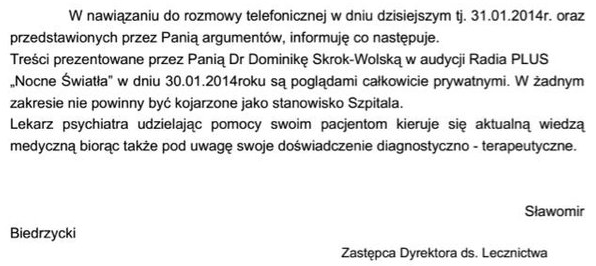 W nawiązaniu do rozmowy telefonicznej w dniu dzisiejszym tj. 31.01.2014r. oraz
przedstawionych przez Panią argumentów, informuję co następuje.
Treści prezentowane przez Panią Dr Dominikę Skrok-Wolską w audycji Radia PLUS
„Nocne Światła” w dniu 30.01.2014roku są poglądami całkowicie prywatnymi. W żadnym
zakresie nie powinny być kojarzone jako stanowisko Szpitala.
Lekarz psychiatra udzielając pomocy swoim pacjentom kieruje się aktualną wiedzą
medyczną biorąc także pod uwagę swoje doświadczenie diagnostyczno - terapeutyczne.
Sławomir
Biedrzycki
Zastępca Dyrektora ds. Lecznictwa